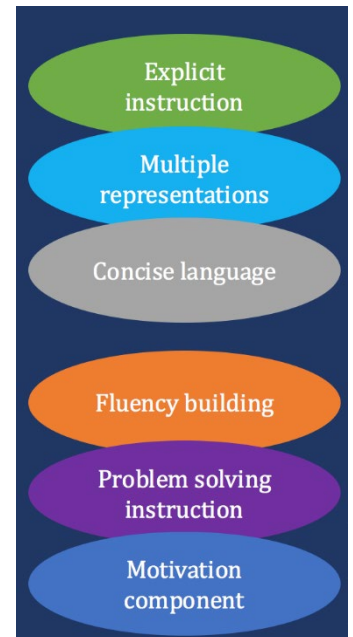 Explicit
instruction
Multiple
representations
Concise language
Fluency building
Problem solving
instruction
Motivation
component